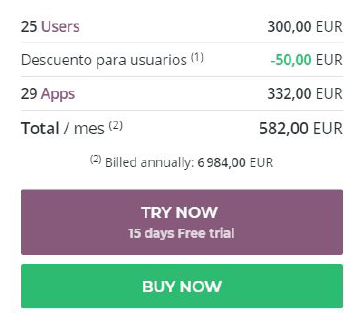 25 Users 300,00 EUR
Descuento para usuarios (1) -50,00 EUR
29 Apps 332,00 EUR
Total / mes (2) 582,00 EUR
(2) Billed annually: 6 984,00 EUR
TRY NOW
15 days Free trial
BUY NOW